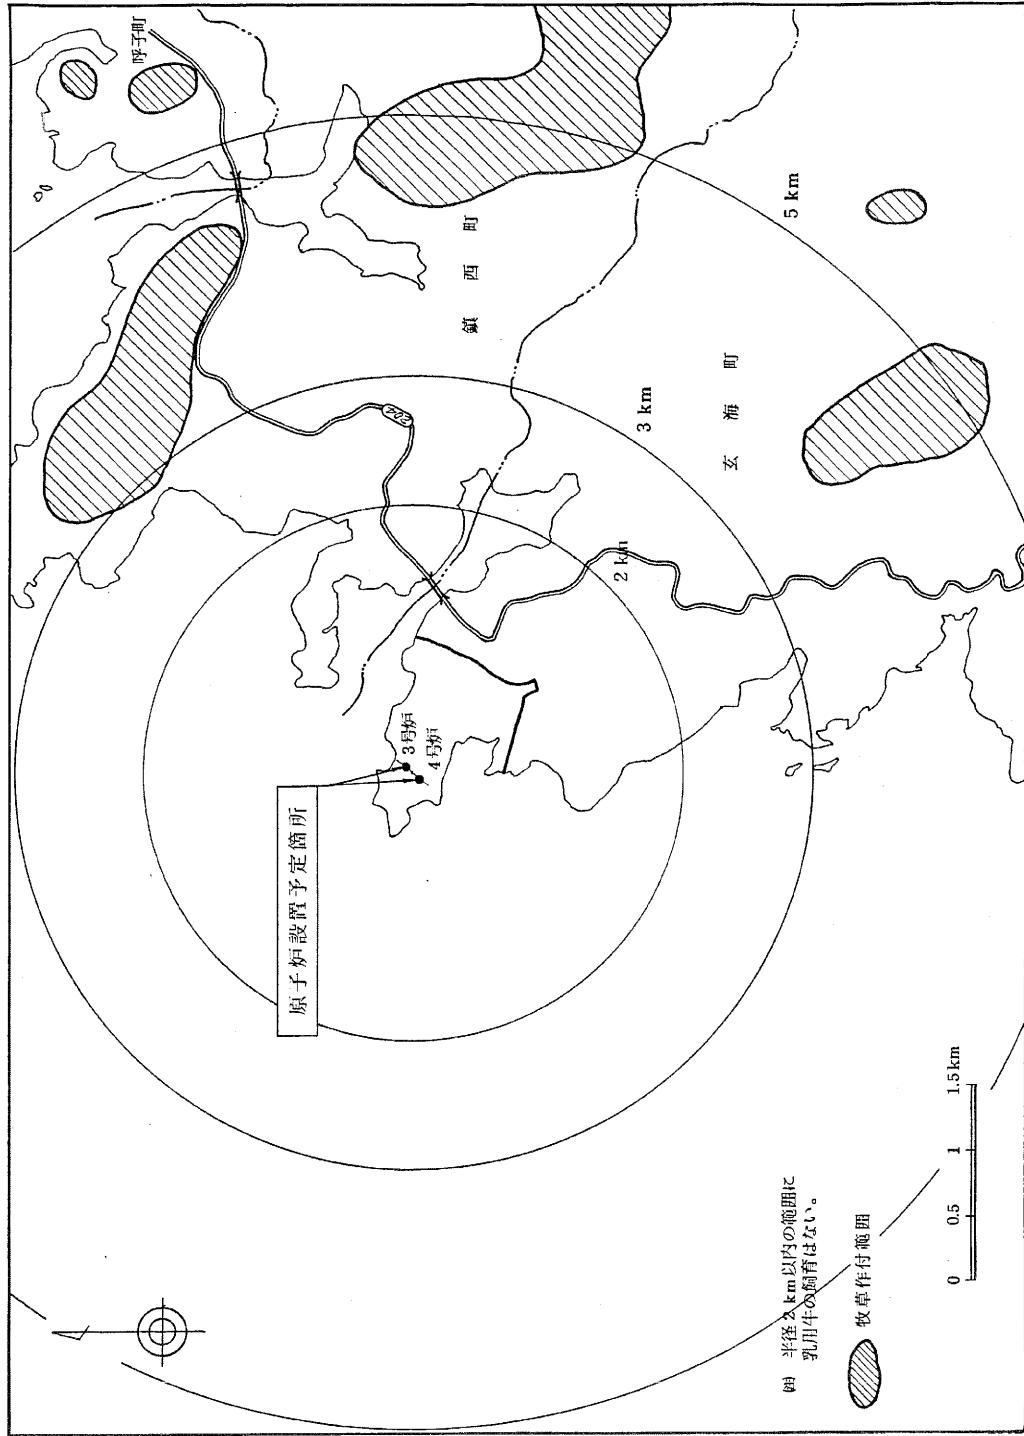 呼子町
鎮西町
玄海町
204
5 km
3 km
2 km
3号炉
4号炉
原子炉設置予定箇所
(注) 半径2km以内の範囲に
乳用牛の飼育はない。
牧草作付範囲
0 0.5 1 1.5km